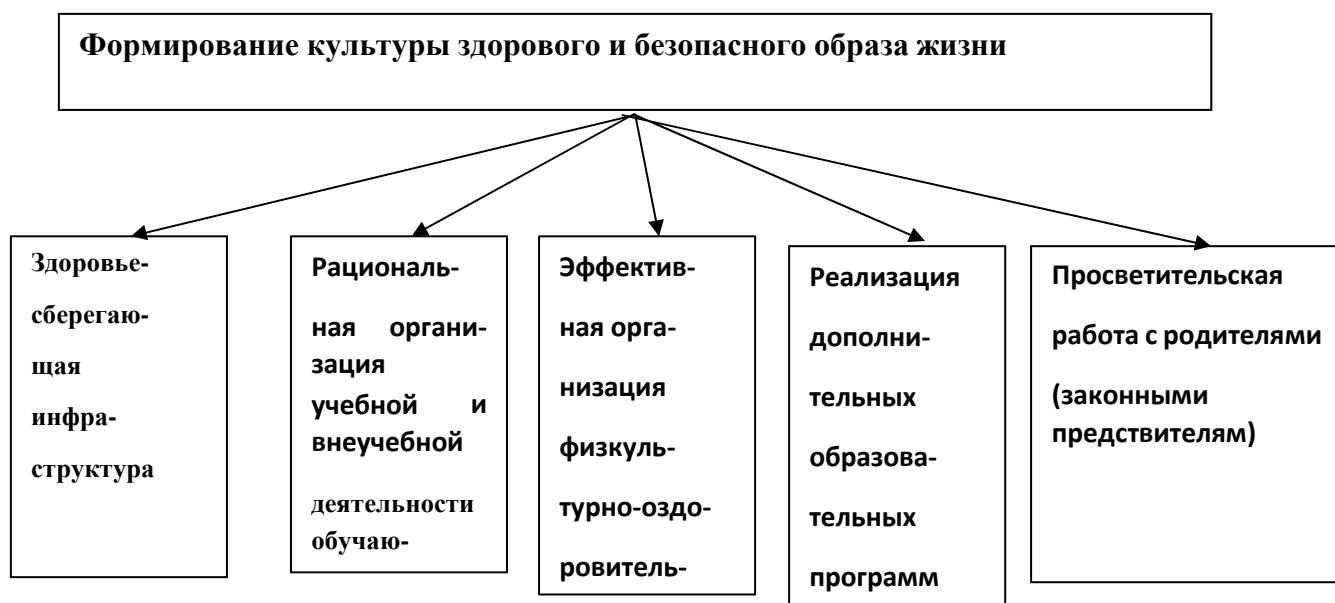 Формирование культуры здорового и безопасного образа жизни
Здоровье-
сберегаю-
щая
инфра-
структура
Рациональ-
ная органи-
зация
учебной и
внеучебной
деятельности
обучаю-
Эффектив-
ная орга-
низация
физкуль-
турно-оздо-
ровитель-
Реализация
дополни-
тельных
образова-
тельных
программ
Просветительская
работа с родителями
(законными
предствителям)